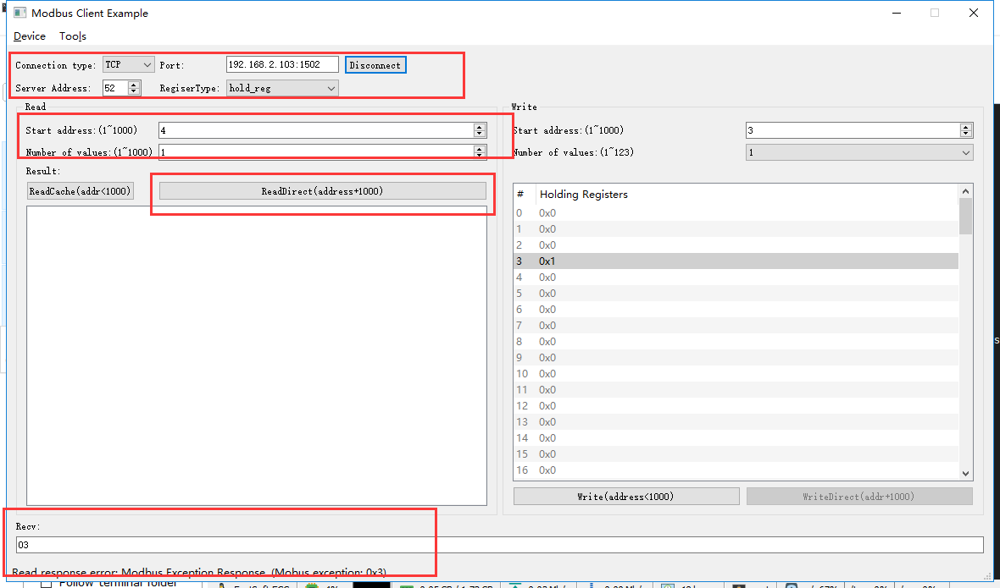 Modbus Client Example
Device Tools
Connection type: TCP Port: 192.168.2.103:1502 Disconnect
Server Address: 52 RegiserType: hold_reg
Read
Start address:(1~1000) 4
Number of values:(1~1000) 1
Result:
ReadCache(addr<1000) ReadDirect(address+1000)
Write
Start address:(1~1000) 3
Number of values:(1~123) 1
# Holding Registers
0 0x0
1 0x0
2 0x0
3 0x1
4 0x0
5 0x0
6 0x0
7 0x0
8 0x0
9 0x0
10 0x0
11 0x0
12 0x0
13 0x0
14 0x0
15 0x0
16 0x0
Write(address<1000) WriteDirect(addr+1000)
Recv:
03
Read response error: Modbus Exception Response. (Mobus exception: 0x3)
Follow terminal folder